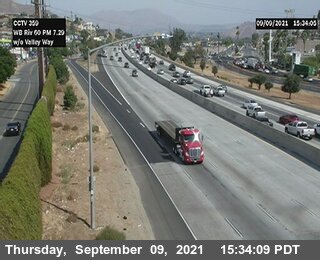 CCTV 359
WB Riv 60 PM 7.29
w/o Valley Way
09/09/2021 15:34:05
Thursday, September 09, 2021 15:34:09 PDT